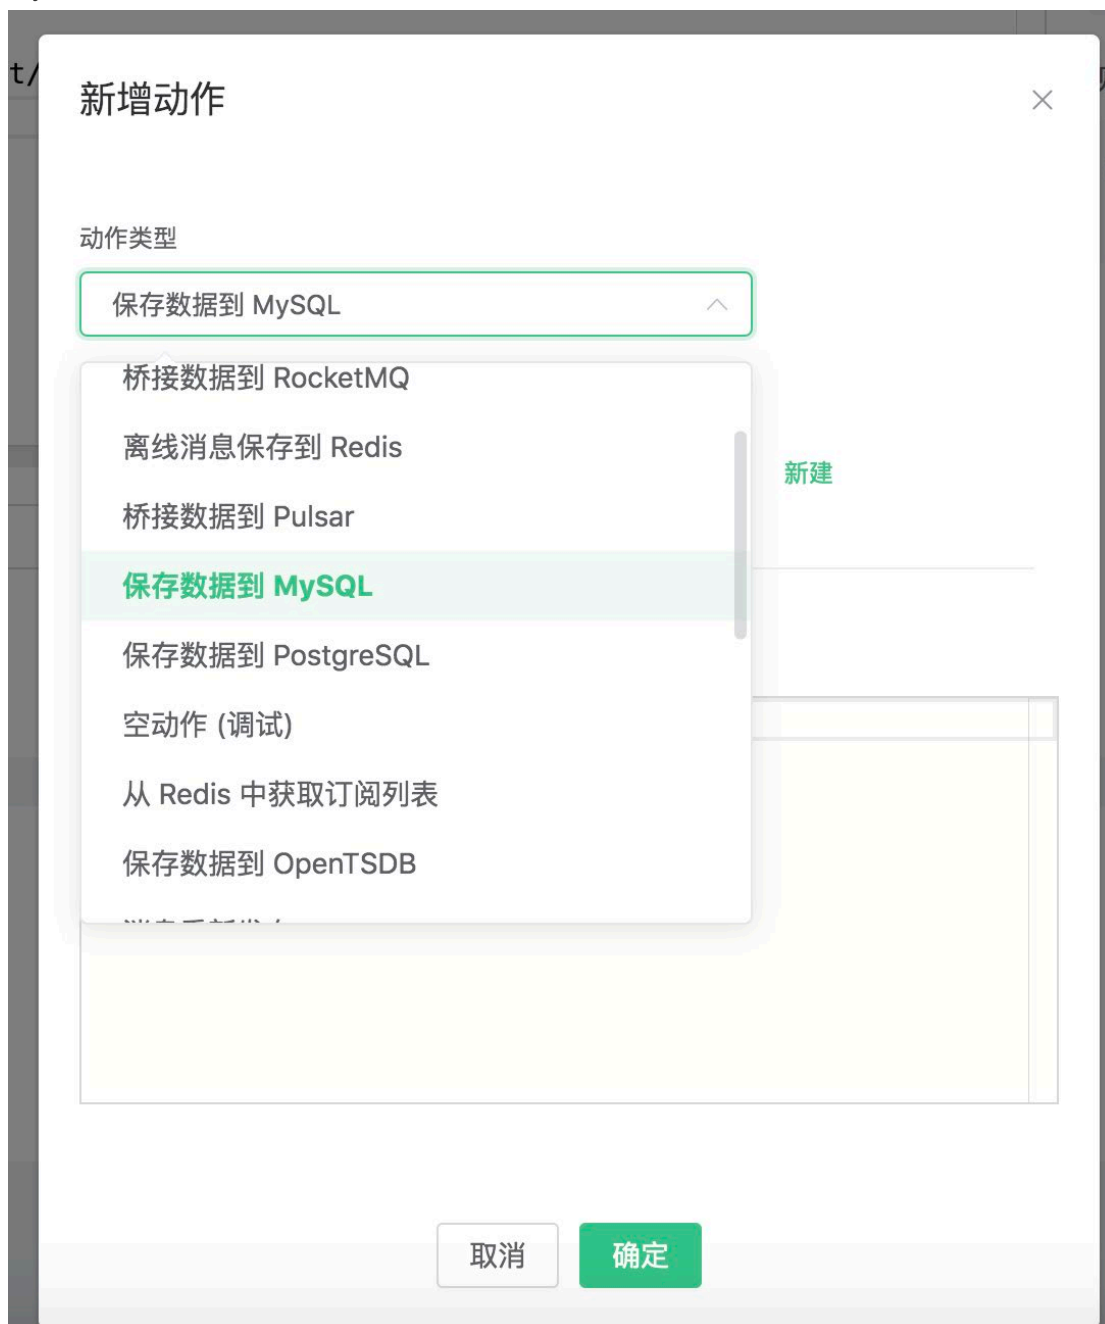 t/
新增动作
动作类型
保存数据到 MySQL
桥接数据到 RocketMQ
离线消息保存到 Redis
新建
桥接数据到 Pulsar
保存数据到 MySQL
保存数据到 PostgreSQL
空动作 (调试)
从 Redis 中获取订阅列表
保存数据到 OpenTSDB
取消
确定